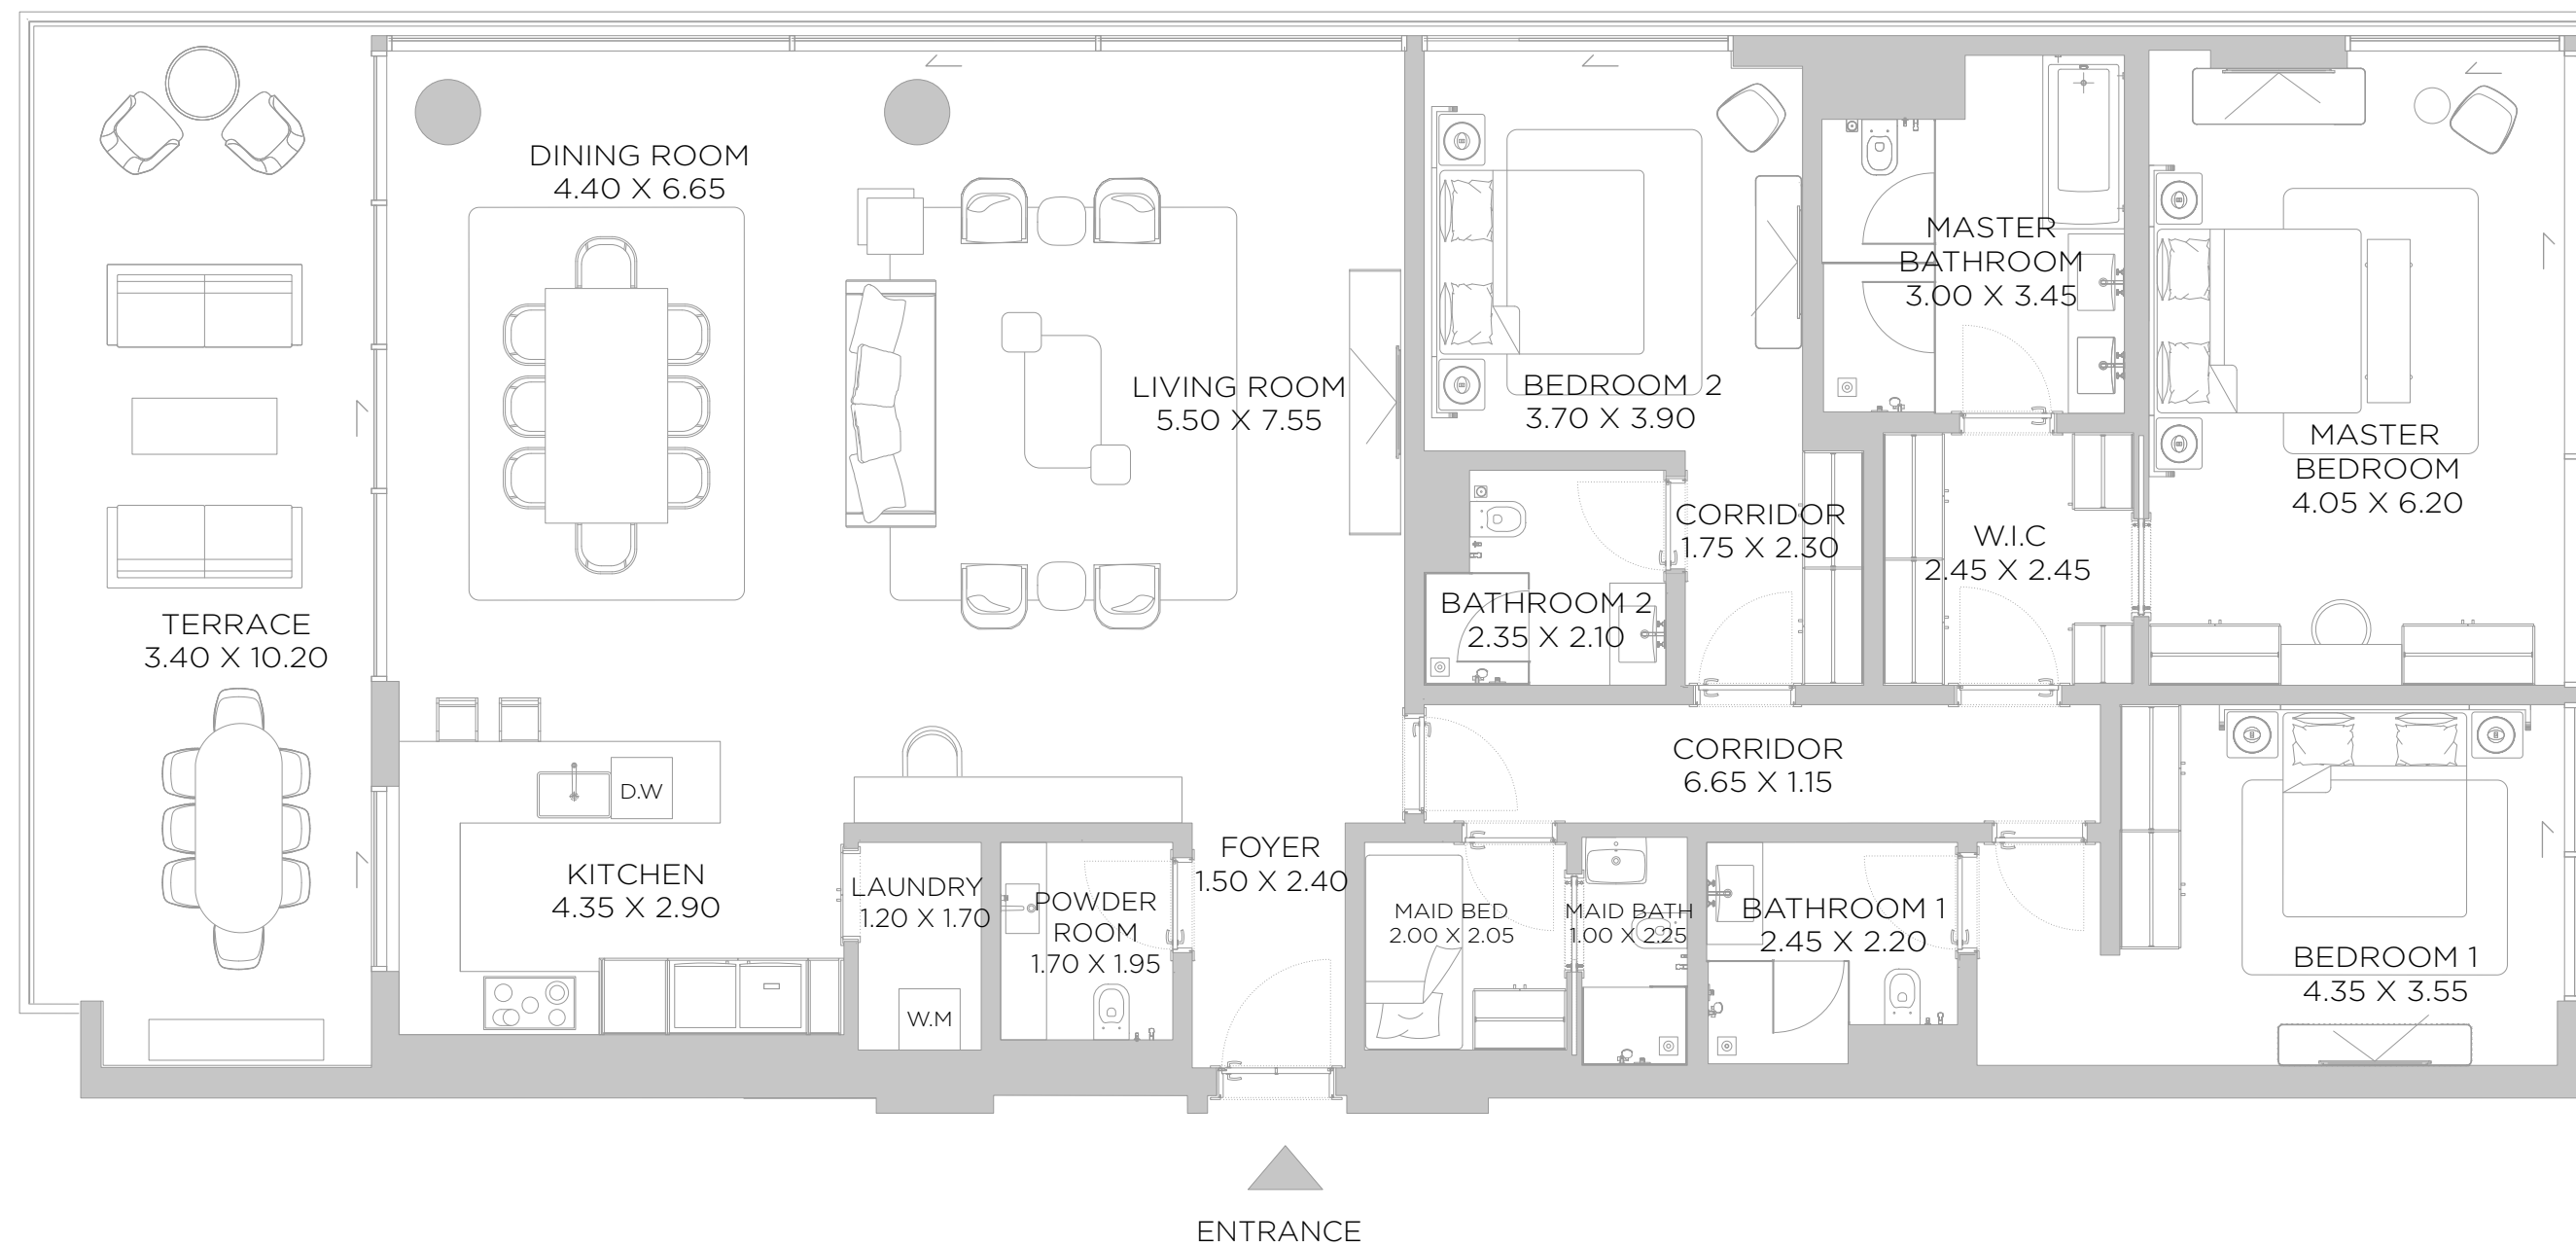 DINING ROOM
4.40 X 6.65
LIVING ROOM
5.50 X 7.55
TERRACE
3.40 X 10.20
KITCHEN
4.35 X 2.90
D.W
LAUNDRY
1.20 X 1.70
W.M
POWDER
ROOM
1.70 X 1.95
FOYER
1.50 X 2.40
BEDROOM 2
3.70 X 3.90
MASTER
BATHROOM
3.00 X 3.45
MASTER
BEDROOM
4.05 X 6.20
CORRIDOR
1.75 X 2.30
W.I.C
2.45 X 2.45
BATHROOM 2
2.35 X 2.10
CORRIDOR
6.65 X 1.15
MAID BED
2.00 X 2.05
MAID BATH
1.00 X 2.25
BATHROOM 1
2.45 X 2.20
BEDROOM 1
4.35 X 3.55
ENTRANCE